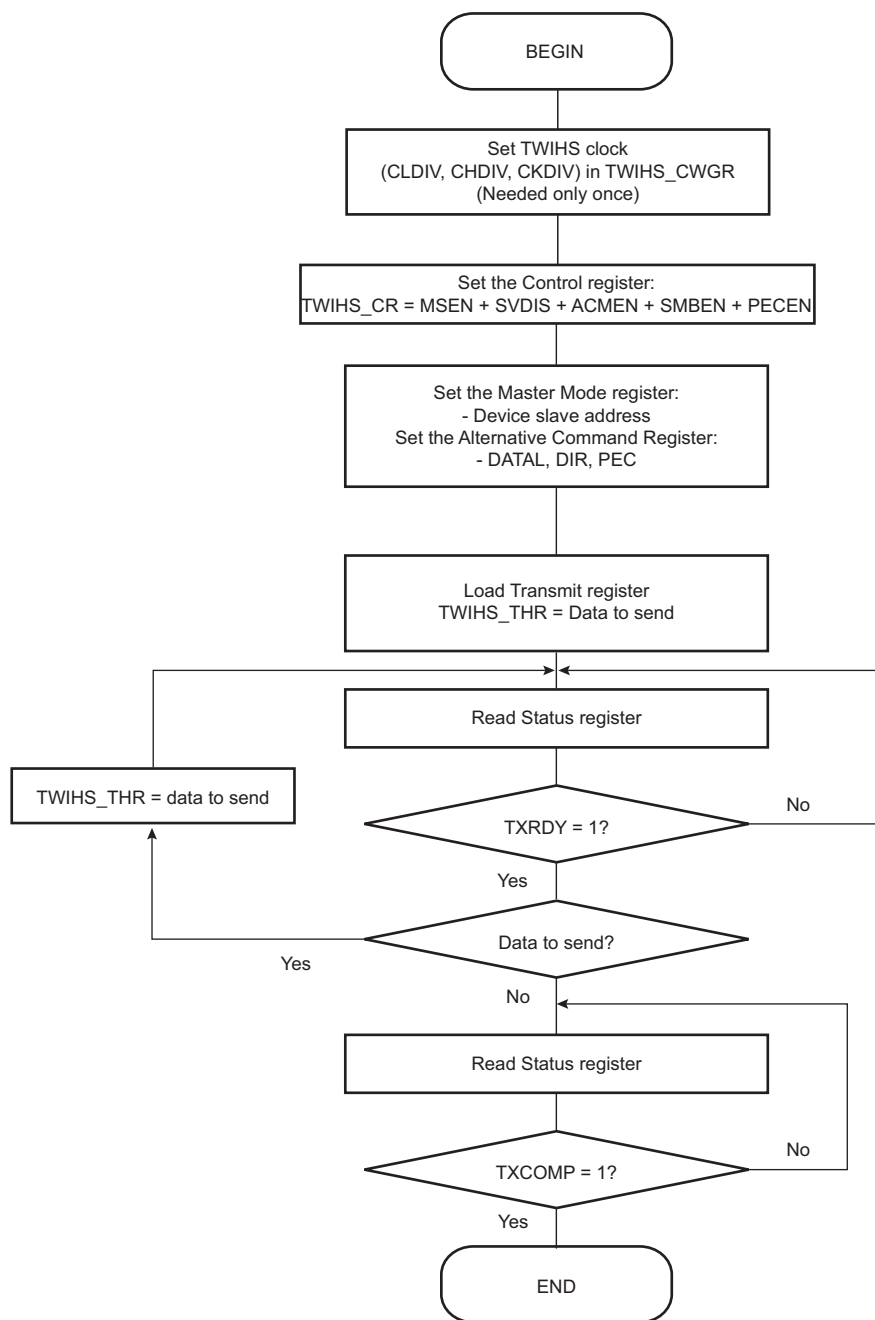 BEGIN
Set TWIHS clock
(CLDIV, CHDIV, CKDIV) in TWIHS_CWGR
(Needed only once)
Set the Control register:
TWIHS_CR = MSEN + SVDIS + ACMEN + SMBEN + PECEN
Set the Master Mode register:
- Device slave address
Set the Alternative Command Register:
- DATAL, DIR, PEC
Load Transmit register
TWIHS_THR = Data to send
Read Status register
TWIHS_THR = data to send
TXRDY = 1?
No
Yes
Data to send?
Yes
No
Read Status register
TXCOMP = 1?
No
Yes
END